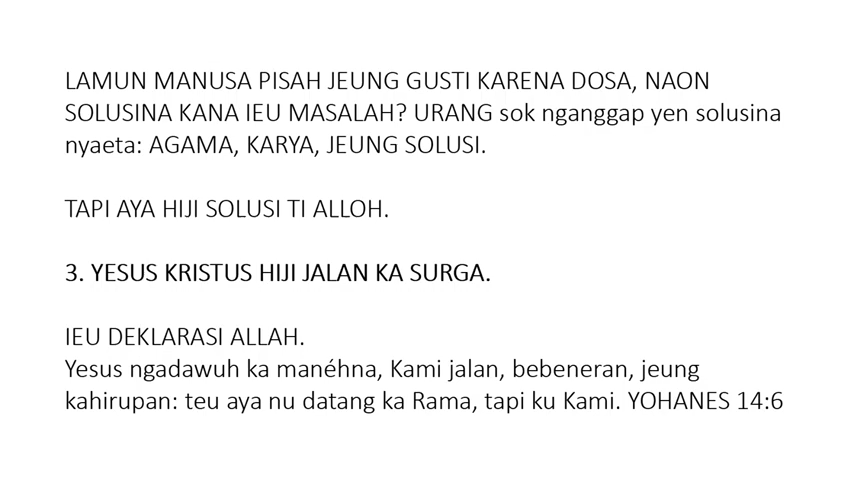 LAMUN MANUSA PISAH JEUNG GUSTI KARENA DOSA, NAON
SOLUSINA KANA IEU MASALAH? URANG sok nganggap yen solusina
nyaeta: AGAMA, KARYA, JEUNG SOLUSI.
TAPI AYA HIJI SOLUSI TI ALLOH.
3. YESUS KRISTUS HIJI JALAN KA SURGA.
IEU DEKLARASI ALLAH.
Yesus ngadawuh ka manéhna, Kami jalan, bebeneran, jeung
kahirupan: teu aya nu datang ka Rama, tapi ku Kami. YOHANES 14:6